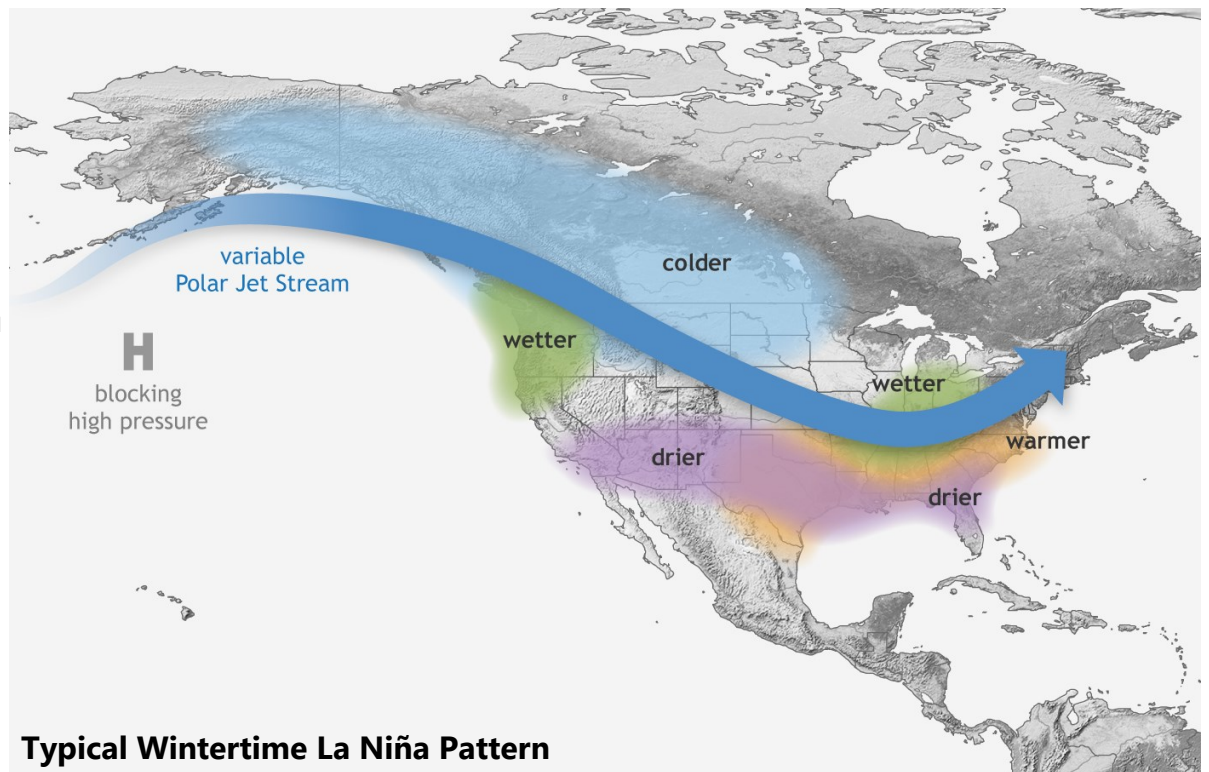 colder
variable
Polar Jet Stream
wetter
H
blocking
high pressure
wetter
warmer
drier
drier
Typical Wintertime La Niña Pattern